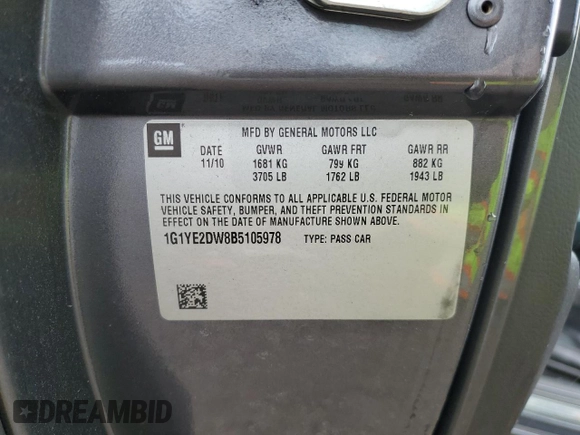 GM
MFD BY GENERAL MOTORS LLC
DATE GVWR GAWR FRT GAWR RR
11/10 1681 KG 799 KG 882 KG
3705 LB 1762 LB 1943 LB
THIS VEHICLE CONFORMS TO ALL APPLICABLE U.S. FEDERAL MOTOR
VEHICLE SAFETY, BUMPER, AND THEFT PREVENTION STANDARDS IN
EFFECT ON THE DATE OF MANUFACTURE SHOWN ABOVE.
1G1YE2DW8B5105978 TYPE: PASS CAR
DREAMBID